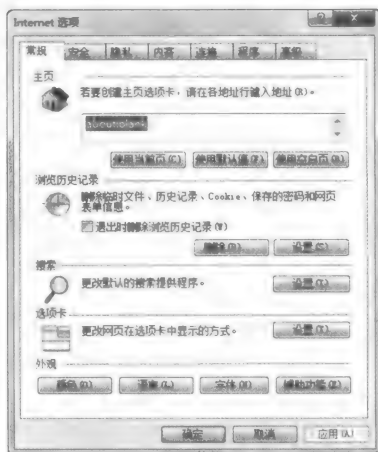 Internet 选项
常规 安全 隐私 内容 连接 程序 高级
主页
若要创建主页选项卡，请在各地址行键入地址(R)。
about:blank
使用当前页(C) 使用默认值(F) 使用空白页(B)
浏览历史记录
删除临时文件、历史记录、Cookie、保存的密码和网页
表单信息。
退出时删除浏览历史记录(W)
删除(D)... 设置(S)
搜索
更改默认的搜索提供程序。
设置
选项卡
更改网页在选项卡中显示的方式。
设置(T)
外观
颜色(O) 语言(L) 字体(N) 辅助功能(E)
确定 取消 应用(A)